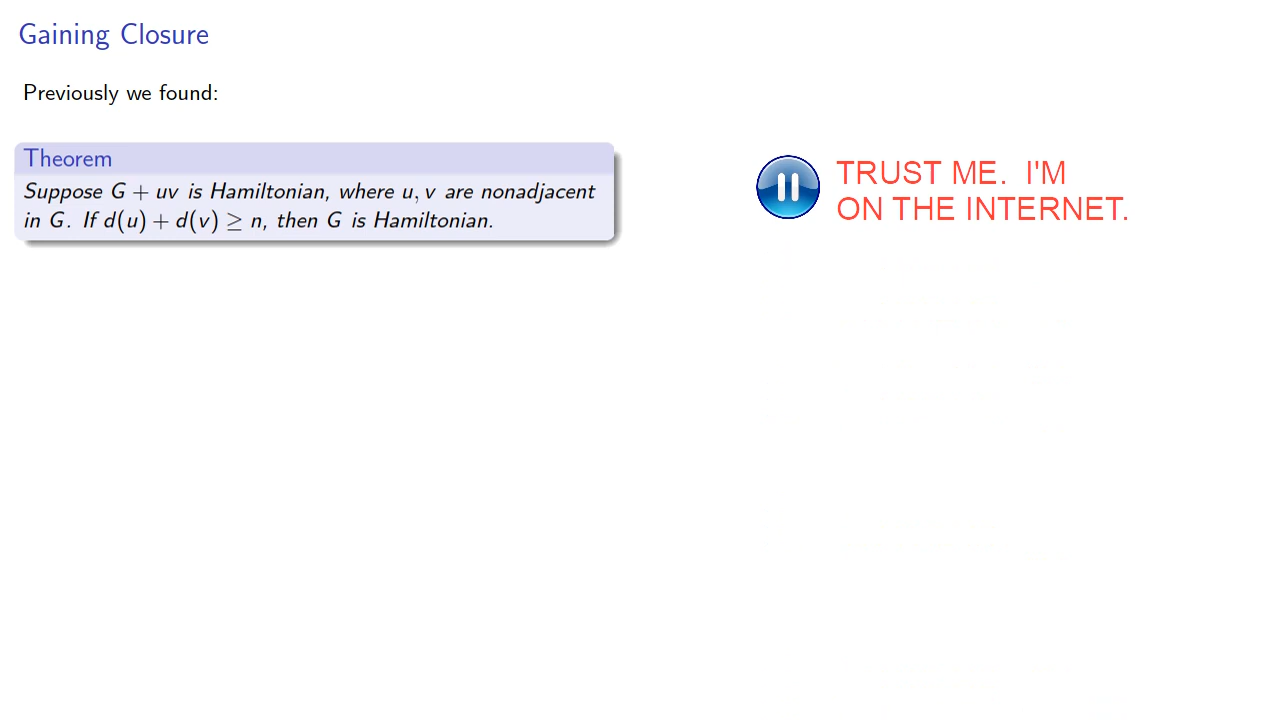 Gaining Closure
Previously we found:
Theorem
Suppose G + uv is Hamiltonian, where u, v are nonadjacent
in G. If d(u) + d(v) ≥ n, then G is Hamiltonian.
TRUST ME. I'M
ON THE INTERNET.